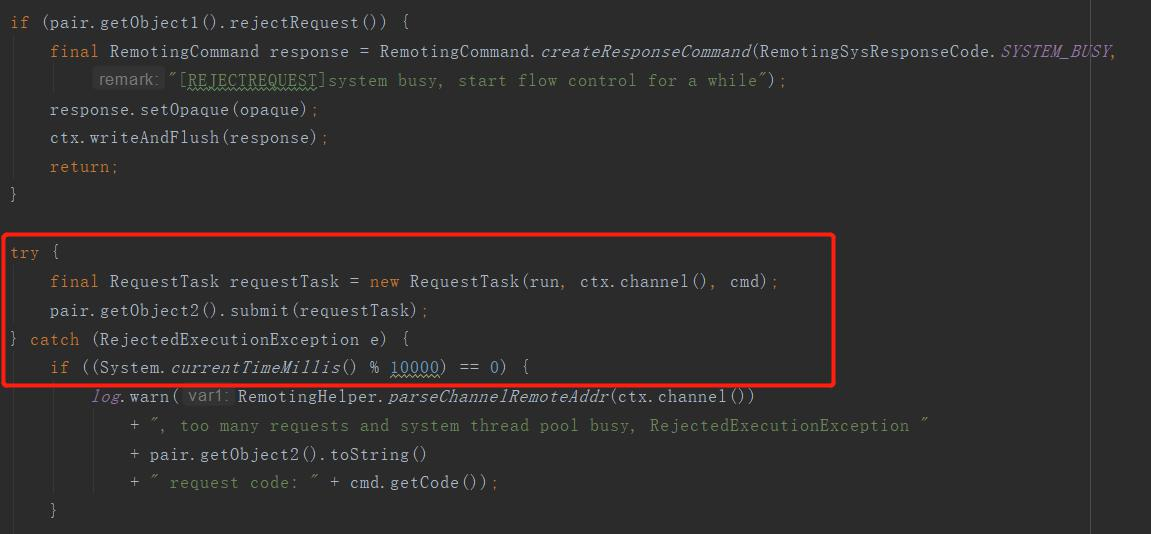 if (pair.getObject1().rejectRequest()) {
final RemotingCommand response = RemotingCommand.createResponseCommand(RemotingSysResponseCode.SYSTEM_BUSY,
remark: "[REJECTREQUEST]system busy, start flow control for a while");
response.setOpaque(opaque);
ctx.writeAndFlush(response);
return;
}
try {
final RequestTask requestTask = new RequestTask(run, ctx.channel(), cmd);
pair.getObject2().submit(requestTask);
} catch (RejectedExecutionException e) {
if ((System.currentTimeMillis() % 10000) == 0) {
log.warn( var1: RemotingHelper.parseChannelRemoteAddr(ctx.channel())
+ ", too many requests and system thread pool busy, RejectedExecutionException "
+ pair.getObject2().toString()
+ " request code: " + cmd.getCode());
}